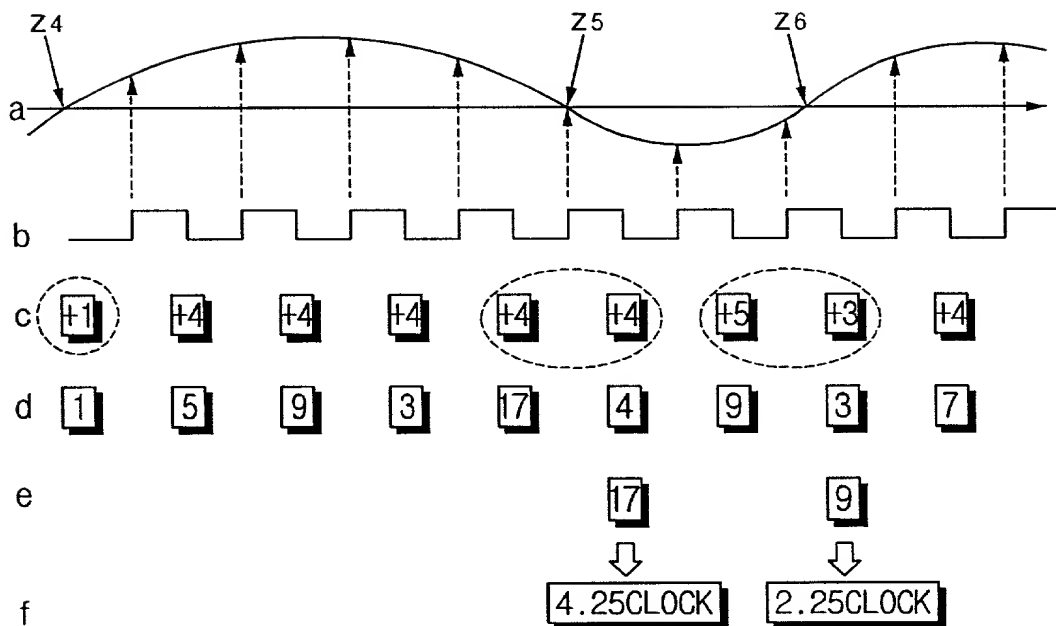 Z4 Z5 Z6
a
b
c +1 +4 +4 +4 +4 +4 +5 +3 +4
d 1 5 9 3 17 4 9 3 7
e 17 9
f 4.25CLOCK 2.25CLOCK